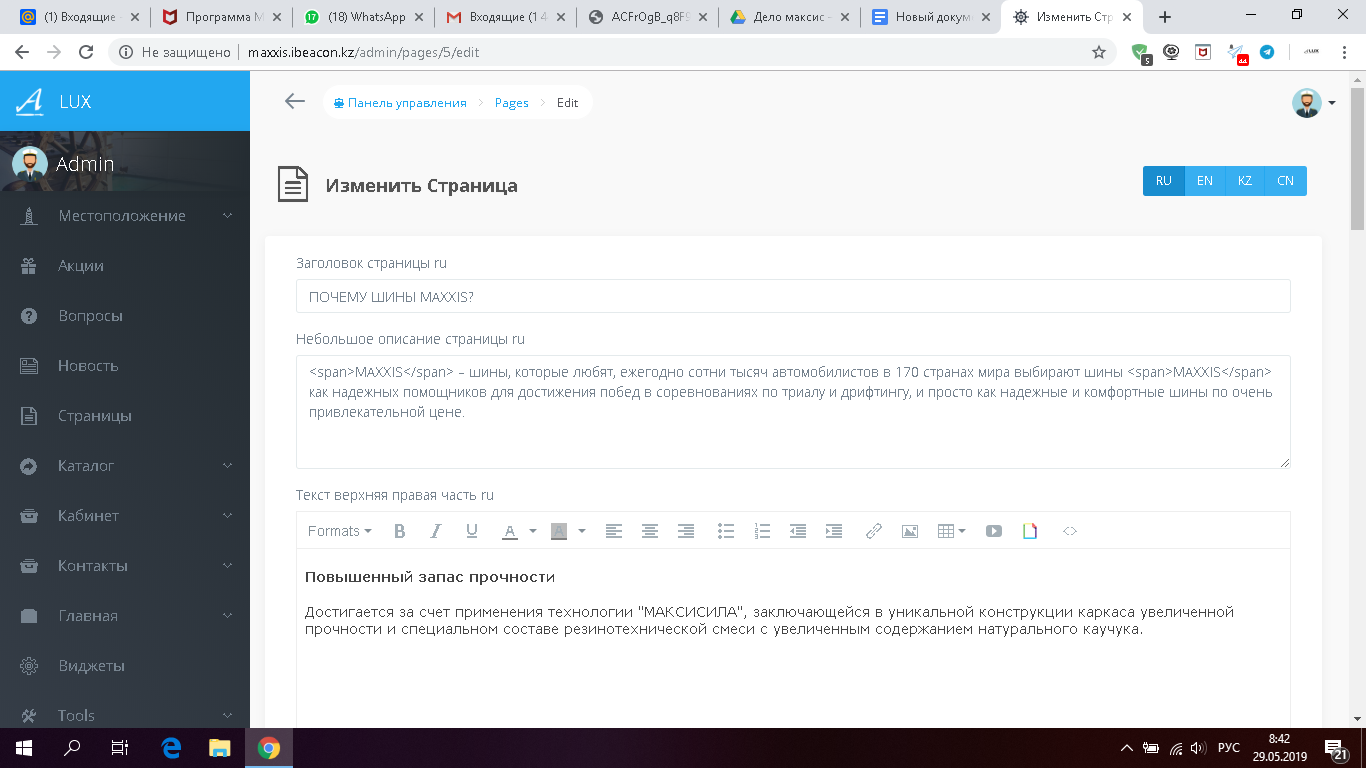 (1) Входящие -
Программа M
(18) WhatsApp
Входящие (1 4
ACFrOgB_q8FS
Дело максис -
Новый докум
Изменить Стр
Не защищено | maxxis.ibeacon.kz/admin/pages/5/edit
5
44
LUX
Панель управления
Pages
Edit
Admin
Изменить Страница
RU EN KZ CN
Местоположение
Акции
Вопросы
Новость
Страницы
Каталог
Кабинет
Контакты
Главная
Виджеты
Tools
Заголовок страницы ru
ПОЧЕМУ ШИНЫ MAXXIS?
Небольшое описание страницы ru
<span>MAXXIS</span> – шины, которые любят, ежегодно сотни тысяч автомобилистов в 170 странах мира выбирают шины <span>MAXXIS</span>
как надежных помощников для достижения побед в соревнованиях по триалу и дрифтингу, и просто как надежные и комфортные шины по очень
привлекательной цене.
Текст верхняя правая часть ru
Formats B I U A A
Повышенный запас прочности
Достигается за счет применения технологии "МАКСИСИЛА", заключающейся в уникальной конструкции каркаса увеличенной
прочности и специальном составе резинотехнической смеси с увеличенным содержанием натурального каучука.
РУС
8:42
29.05.2019
21